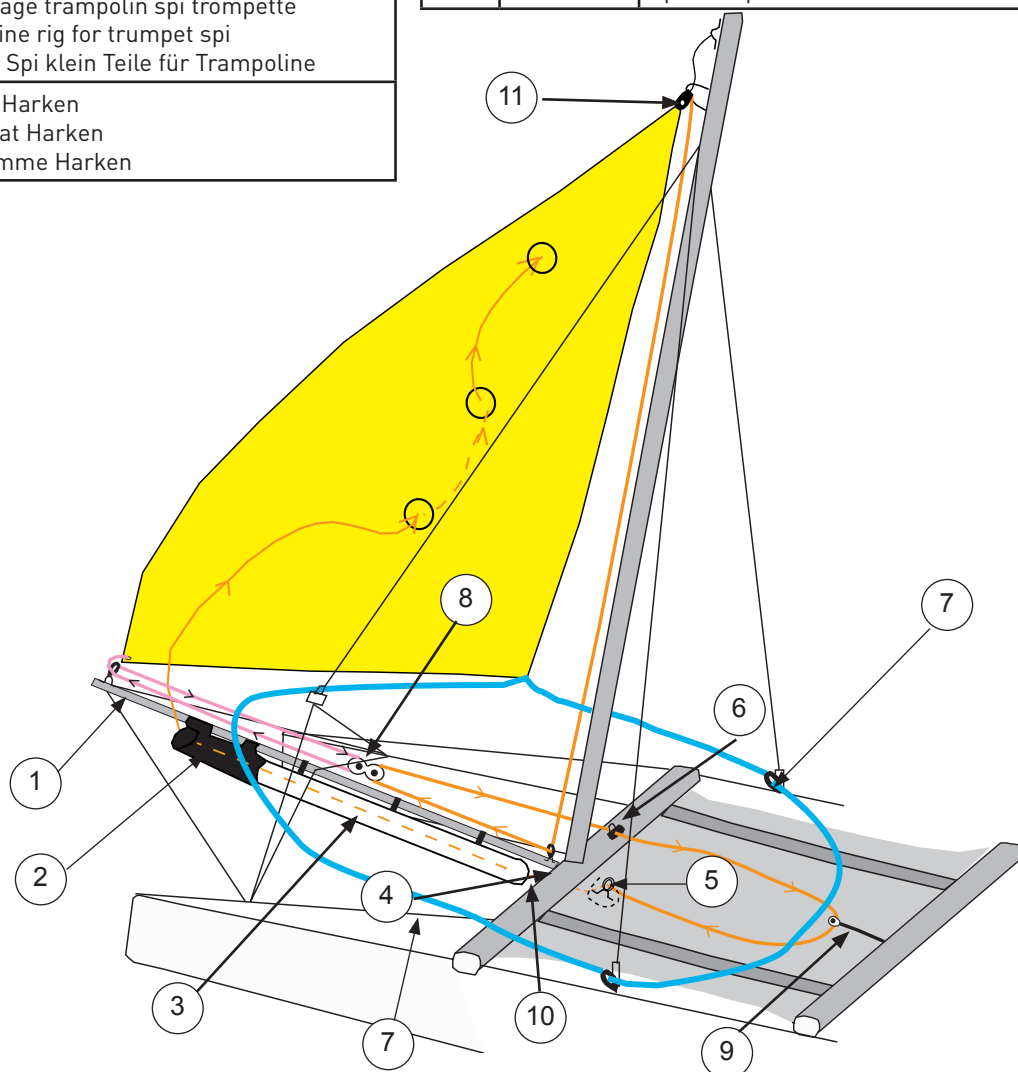 age trampolin spi trompette
ine rig for trumpet spi
Spi klein Teile für Trampoline
Harken
at Harken
mme Harken
11
8
7
6
1
5
2
4
3
10
7
9